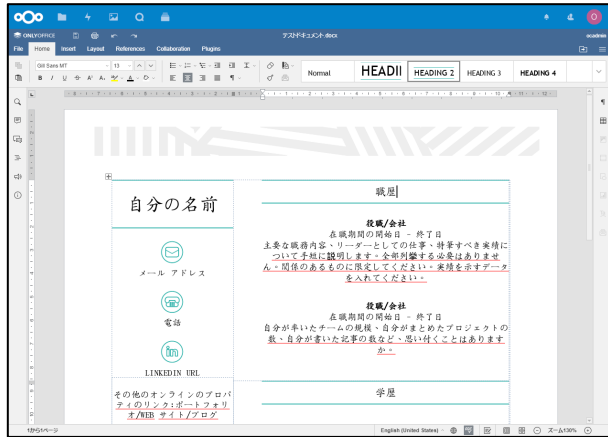 テストドキュメント.docx
ONLYOFFICE
ocadmin
File Home Insert Layout References Collaboration Plugins
Gill Sans MT 13
Normal HEADII HEADING 2 HEADING 3 HEADING 4
職歴
自分の名前
役職/会社
在職期間の開始日 - 終了日
主要な職務内容、リーダーとしての仕事、特筆すべき実績に
ついて手短に説明します。全部列挙する必要はありませ
ん。関係のあるものに限定してください。実績を示すデータ
を入れてください。
メール アドレス
電話
役職/会社
在職期間の開始日 - 終了日
自分が率いたチームの規模、自分がまとめたプロジェクトの
数、自分が書いた記事の数など、思い付くことはあります
か。
LINKEDIN URL
その他のオンラインのプロパ
ティのリンク:ポートフォリ
オ/WEB サイト/ブログ
学歴
1から1ページ
English (United States)
ズーム130%